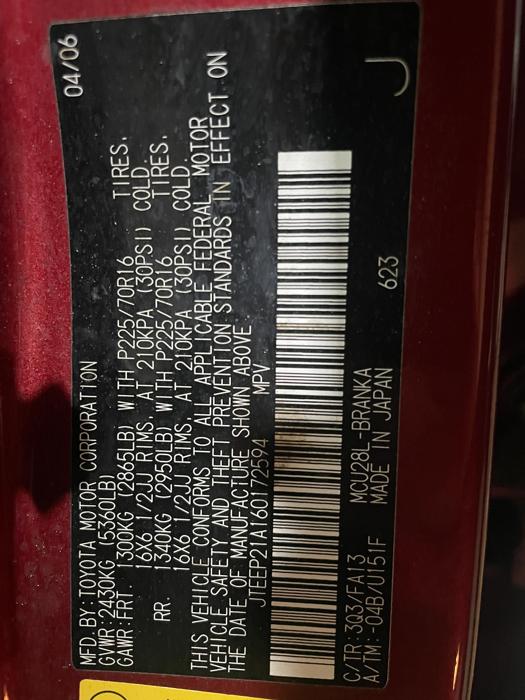 MFD. BY: TOYOTA MOTOR CORPORATION 04/06
GVWR: 2430KG (5360LB)
GAWR: FRT. 1300KG (2865LB) WITH P225/70R16 TIRES.
16X6 1/2JJ RIMS, AT 210KPA (30PSI) COLD.
RR. 1340KG (2950LB) WITH P225/70R16 TIRES.
16X6 1/2JJ RIMS, AT 210KPA (30PSI) COLD.
THIS VEHICLE CONFORMS TO ALL APPLICABLE FEDERAL MOTOR
VEHICLE SAFETY AND THEFT PREVENTION STANDARDS IN EFFECT ON
THE DATE OF MANUFACTURE SHOWN ABOVE.
JTEEP21A160172594 MPV
C/TR: 3Q3/FA13 MCU28L-BRANKA
A/TM: -04B/U151F MADE IN JAPAN 623 J